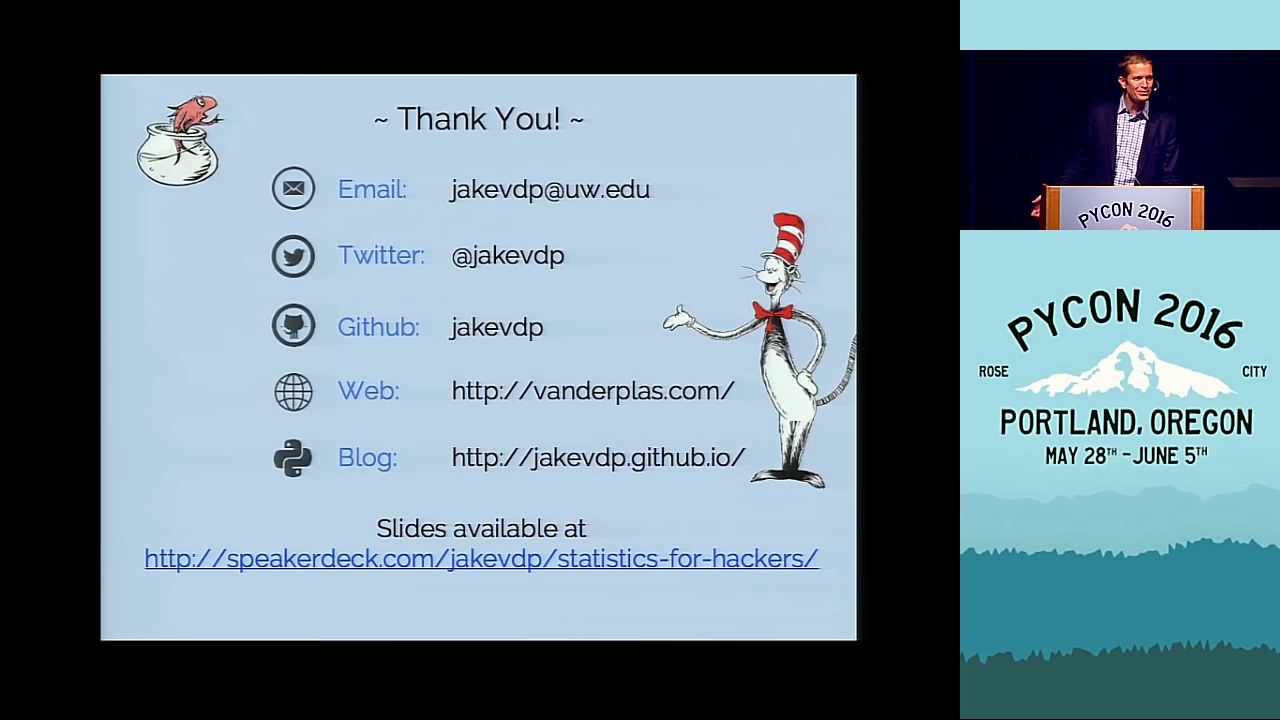 ~ Thank You! ~
Email: jakevdp@uw.edu
Twitter: @jakevdp
Github: jakevdp
Web: http://vanderplas.com/
Blog: http://jakevdp.github.io/
Slides available at
http://speakerdeck.com/jakevdp/statistics-for-hackers/
PYCON 2016
PYCON 2016
ROSE CITY
PORTLAND, OREGON
MAY 28TH - JUNE 5TH